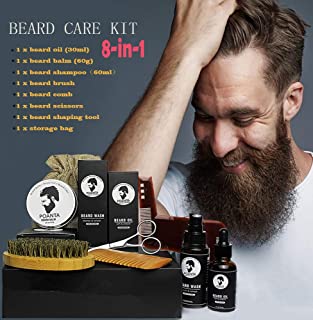 BEARD CARE KIT
8-in-1
• 1 x beard oil (30ml)
• 1 x beard balm (60g)
• 1 x beard shampoo (60ml)
• 1 x beard brush
• 1 x beard comb
• 1 x beard scissors
• 1 x beard shaping tool
• 1 x storage bag
POANTA
BEARD WASH
BEARD OIL
BEARD WASH
BEARD OIL